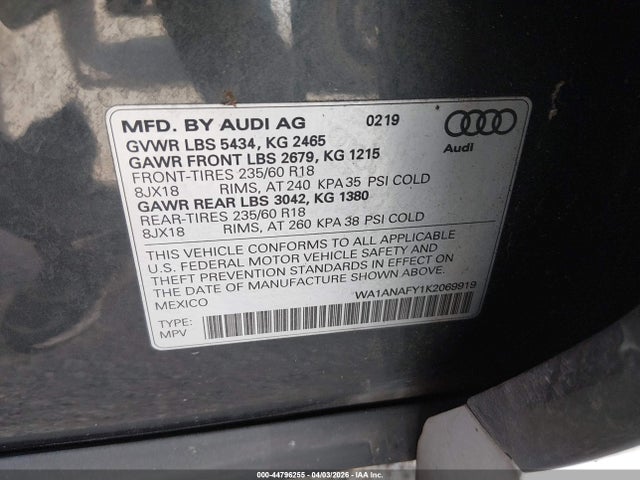 MFD. BY AUDI AG 0219
Audi
GVWR LBS 5434, KG 2465
GAWR FRONT LBS 2679, KG 1215
FRONT-TIRES 235/60 R18
8JX18 RIMS, AT 240 KPA 35 PSI COLD
GAWR REAR LBS 3042, KG 1380
REAR-TIRES 235/60 R18
8JX18 RIMS, AT 260 KPA 38 PSI COLD
THIS VEHICLE CONFORMS TO ALL APPLICABLE
U.S. FEDERAL MOTOR VEHICLE SAFETY AND
THEFT PREVENTION STANDARDS IN EFFECT ON
THE DATE OF MANUFACTURE SHOWN ABOVE.
MEXICO WA1ANAFY1K2069919
TYPE:
MPV
000-44796255 | 04/03/2026 | IAA Inc.